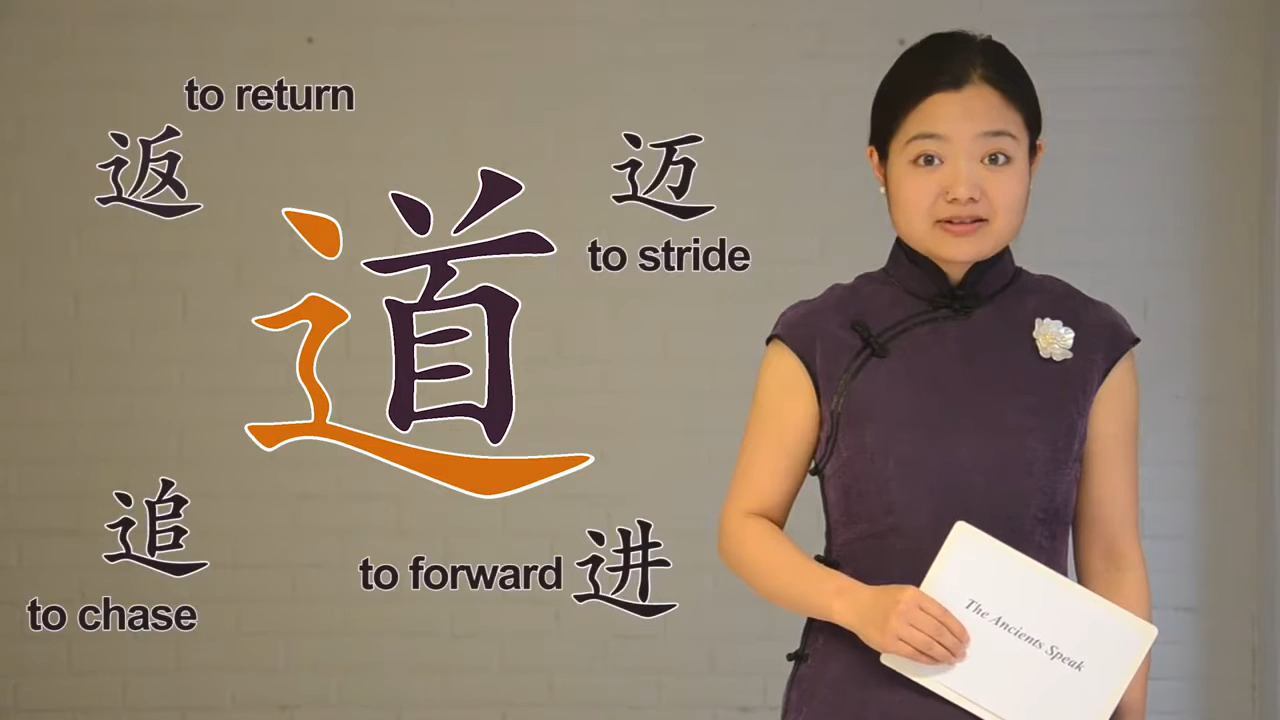 to return
返
迈
to stride
道
追
to chase
to forward 进
The Ancients Speak